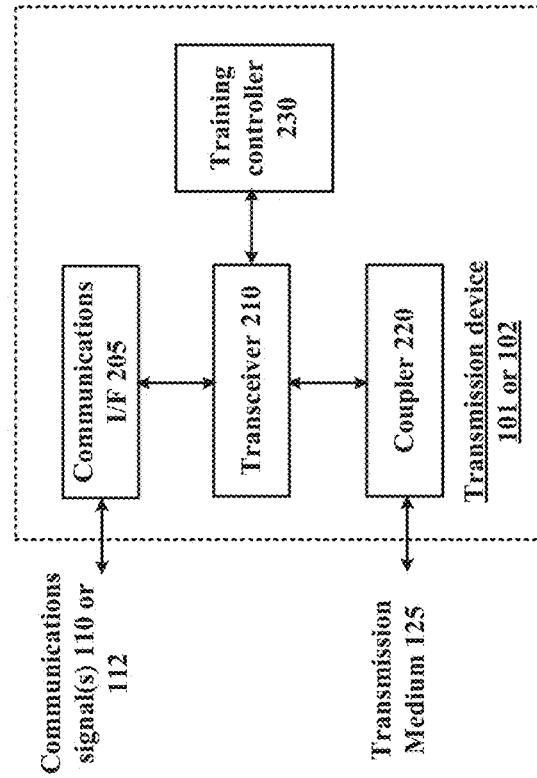 Communications
signal(s) 110 or
112
Communications
I/F 205
Transceiver 210
Training
controller
230
Coupler 220
Transmission
Medium 125
Transmission device
101 or 102